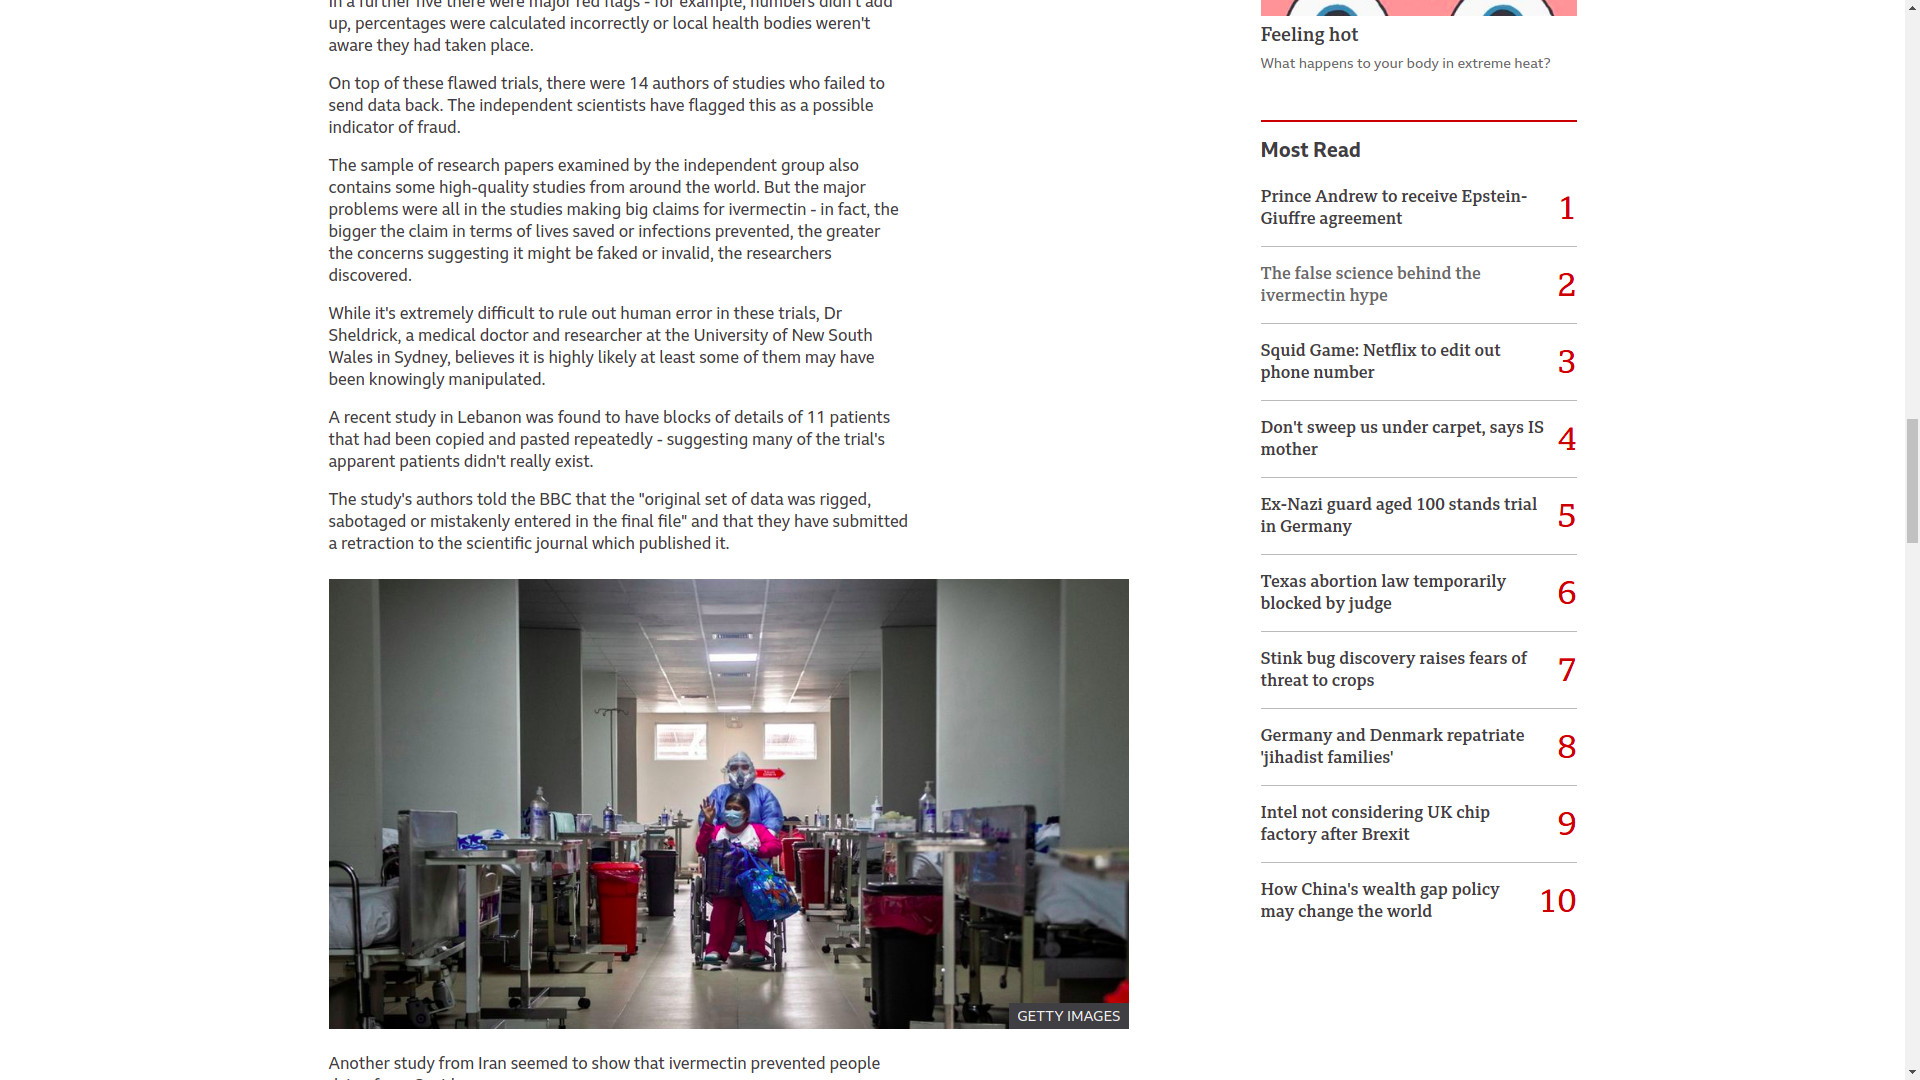 In a further five there were major red flags - for example, numbers didn't add
up, percentages were calculated incorrectly or local health bodies weren't
aware they had taken place.
On top of these flawed trials, there were 14 authors of studies who failed to
send data back. The independent scientists have flagged this as a possible
indicator of fraud.
The sample of research papers examined by the independent group also
contains some high-quality studies from around the world. But the major
problems were all in the studies making big claims for ivermectin - in fact, the
bigger the claim in terms of lives saved or infections prevented, the greater
the concerns suggesting it might be faked or invalid, the researchers
discovered.
While it's extremely difficult to rule out human error in these trials, Dr
Sheldrick, a medical doctor and researcher at the University of New South
Wales in Sydney, believes it is highly likely at least some of them may have
been knowingly manipulated.
A recent study in Lebanon was found to have blocks of details of 11 patients
that had been copied and pasted repeatedly - suggesting many of the trial's
apparent patients didn't really exist.
The study's authors told the BBC that the "original set of data was rigged,
sabotaged or mistakenly entered in the final file" and that they have submitted
a retraction to the scientific journal which published it.
GETTY IMAGES
Another study from Iran seemed to show that ivermectin prevented people
Feeling hot
What happens to your body in extreme heat?
Most Read
Prince Andrew to receive Epstein-
Giuffre agreement
1
The false science behind the
ivermectin hype
2
Squid Game: Netflix to edit out
phone number
3
Don't sweep us under carpet, says IS
mother
4
Ex-Nazi guard aged 100 stands trial
in Germany
5
Texas abortion law temporarily
blocked by judge
6
Stink bug discovery raises fears of
threat to crops
7
Germany and Denmark repatriate
'jihadist families'
8
Intel not considering UK chip
factory after Brexit
9
How China's wealth gap policy
may change the world
10